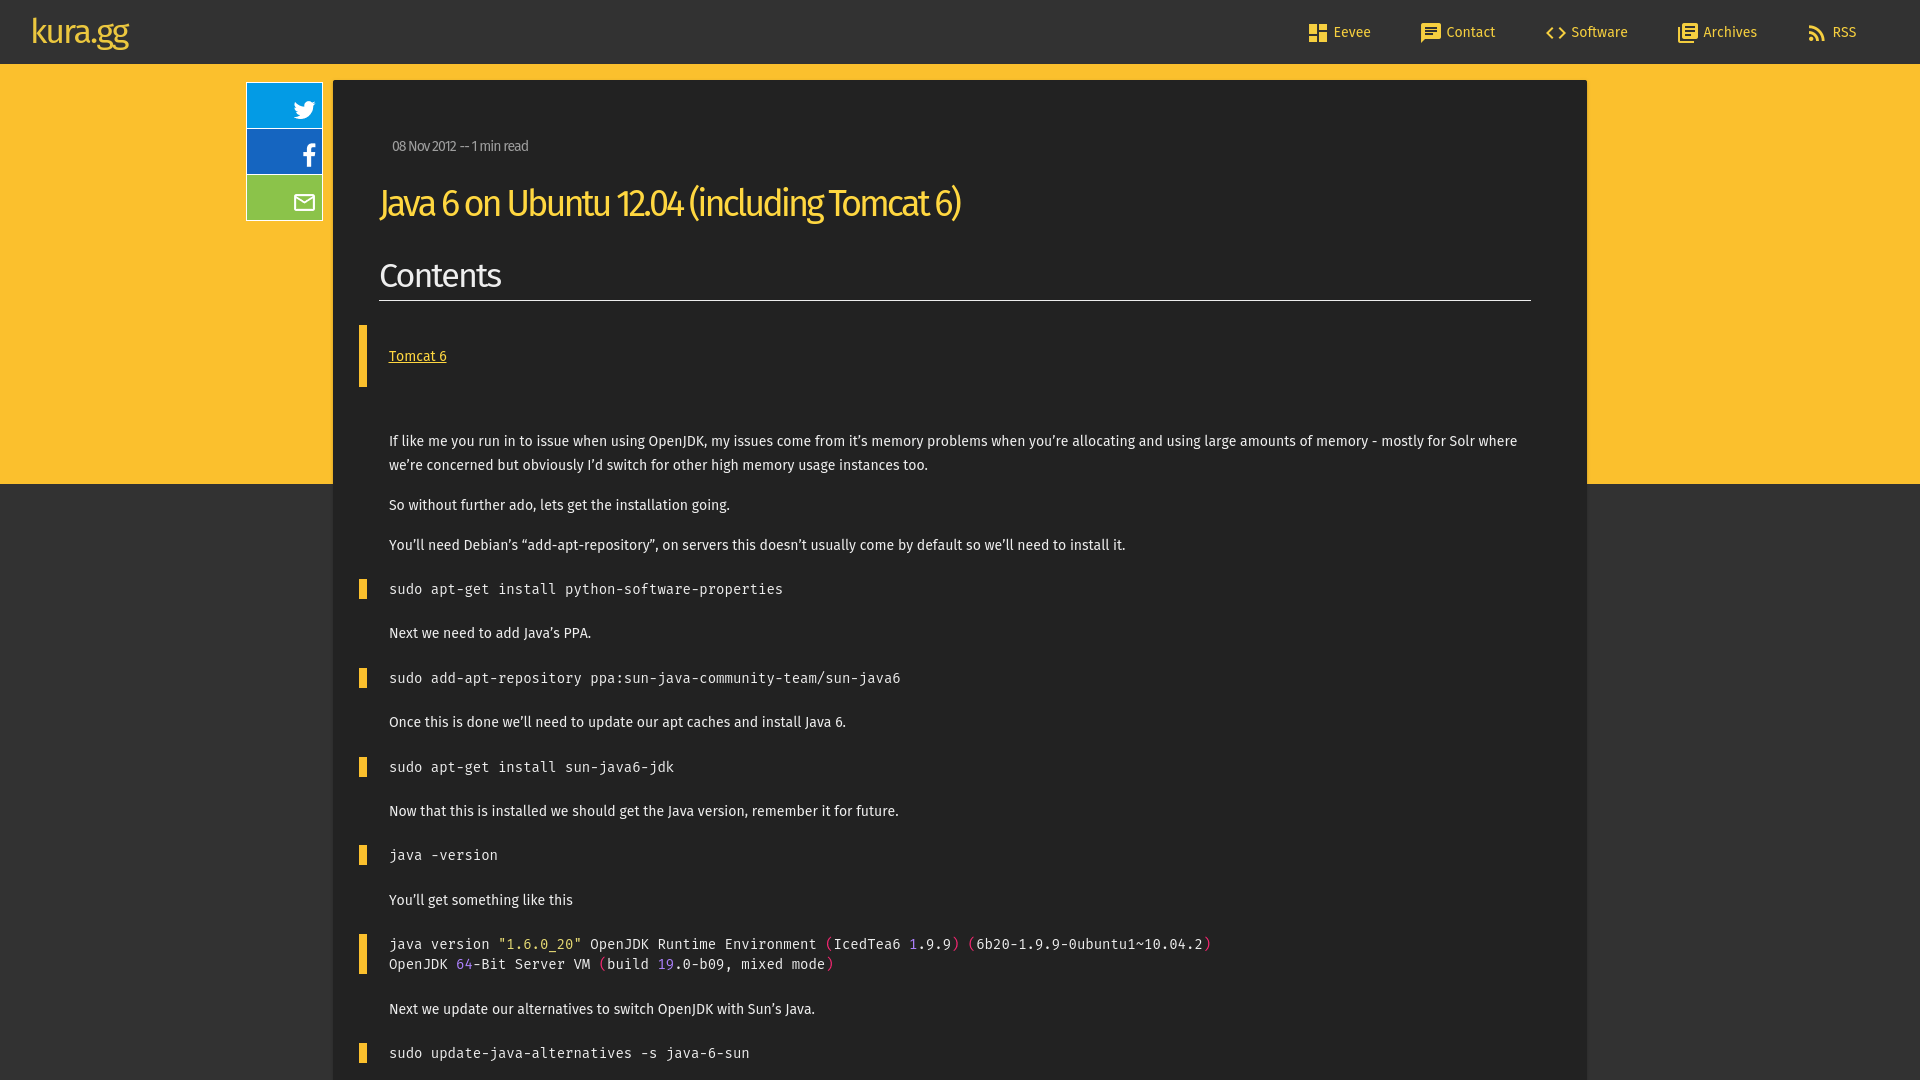 kura.gg
Eevee
Contact
Software
Archives
RSS
08 Nov 2012 -- 1 min read
Java 6 on Ubuntu 12.04 (including Tomcat 6)
Contents
Tomcat 6
If like me you run in to issue when using OpenJDK, my issues come from it’s memory problems when you’re allocating and using large amounts of memory - mostly for Solr where
we’re concerned but obviously I’d switch for other high memory usage instances too.
So without further ado, lets get the installation going.
You’ll need Debian’s “add-apt-repository”, on servers this doesn’t usually come by default so we’ll need to install it.
sudo apt-get install python-software-properties
Next we need to add Java’s PPA.
sudo add-apt-repository ppa:sun-java-community-team/sun-java6
Once this is done we’ll need to update our apt caches and install Java 6.
sudo apt-get install sun-java6-jdk
Now that this is installed we should get the Java version, remember it for future.
java -version
You’ll get something like this
java version "1.6.0_20" OpenJDK Runtime Environment (IcedTea6 1.9.9) (6b20-1.9.9-0ubuntu1~10.04.2)
OpenJDK 64-Bit Server VM (build 19.0-b09, mixed mode)
Next we update our alternatives to switch OpenJDK with Sun’s Java.
sudo update-java-alternatives -s java-6-sun